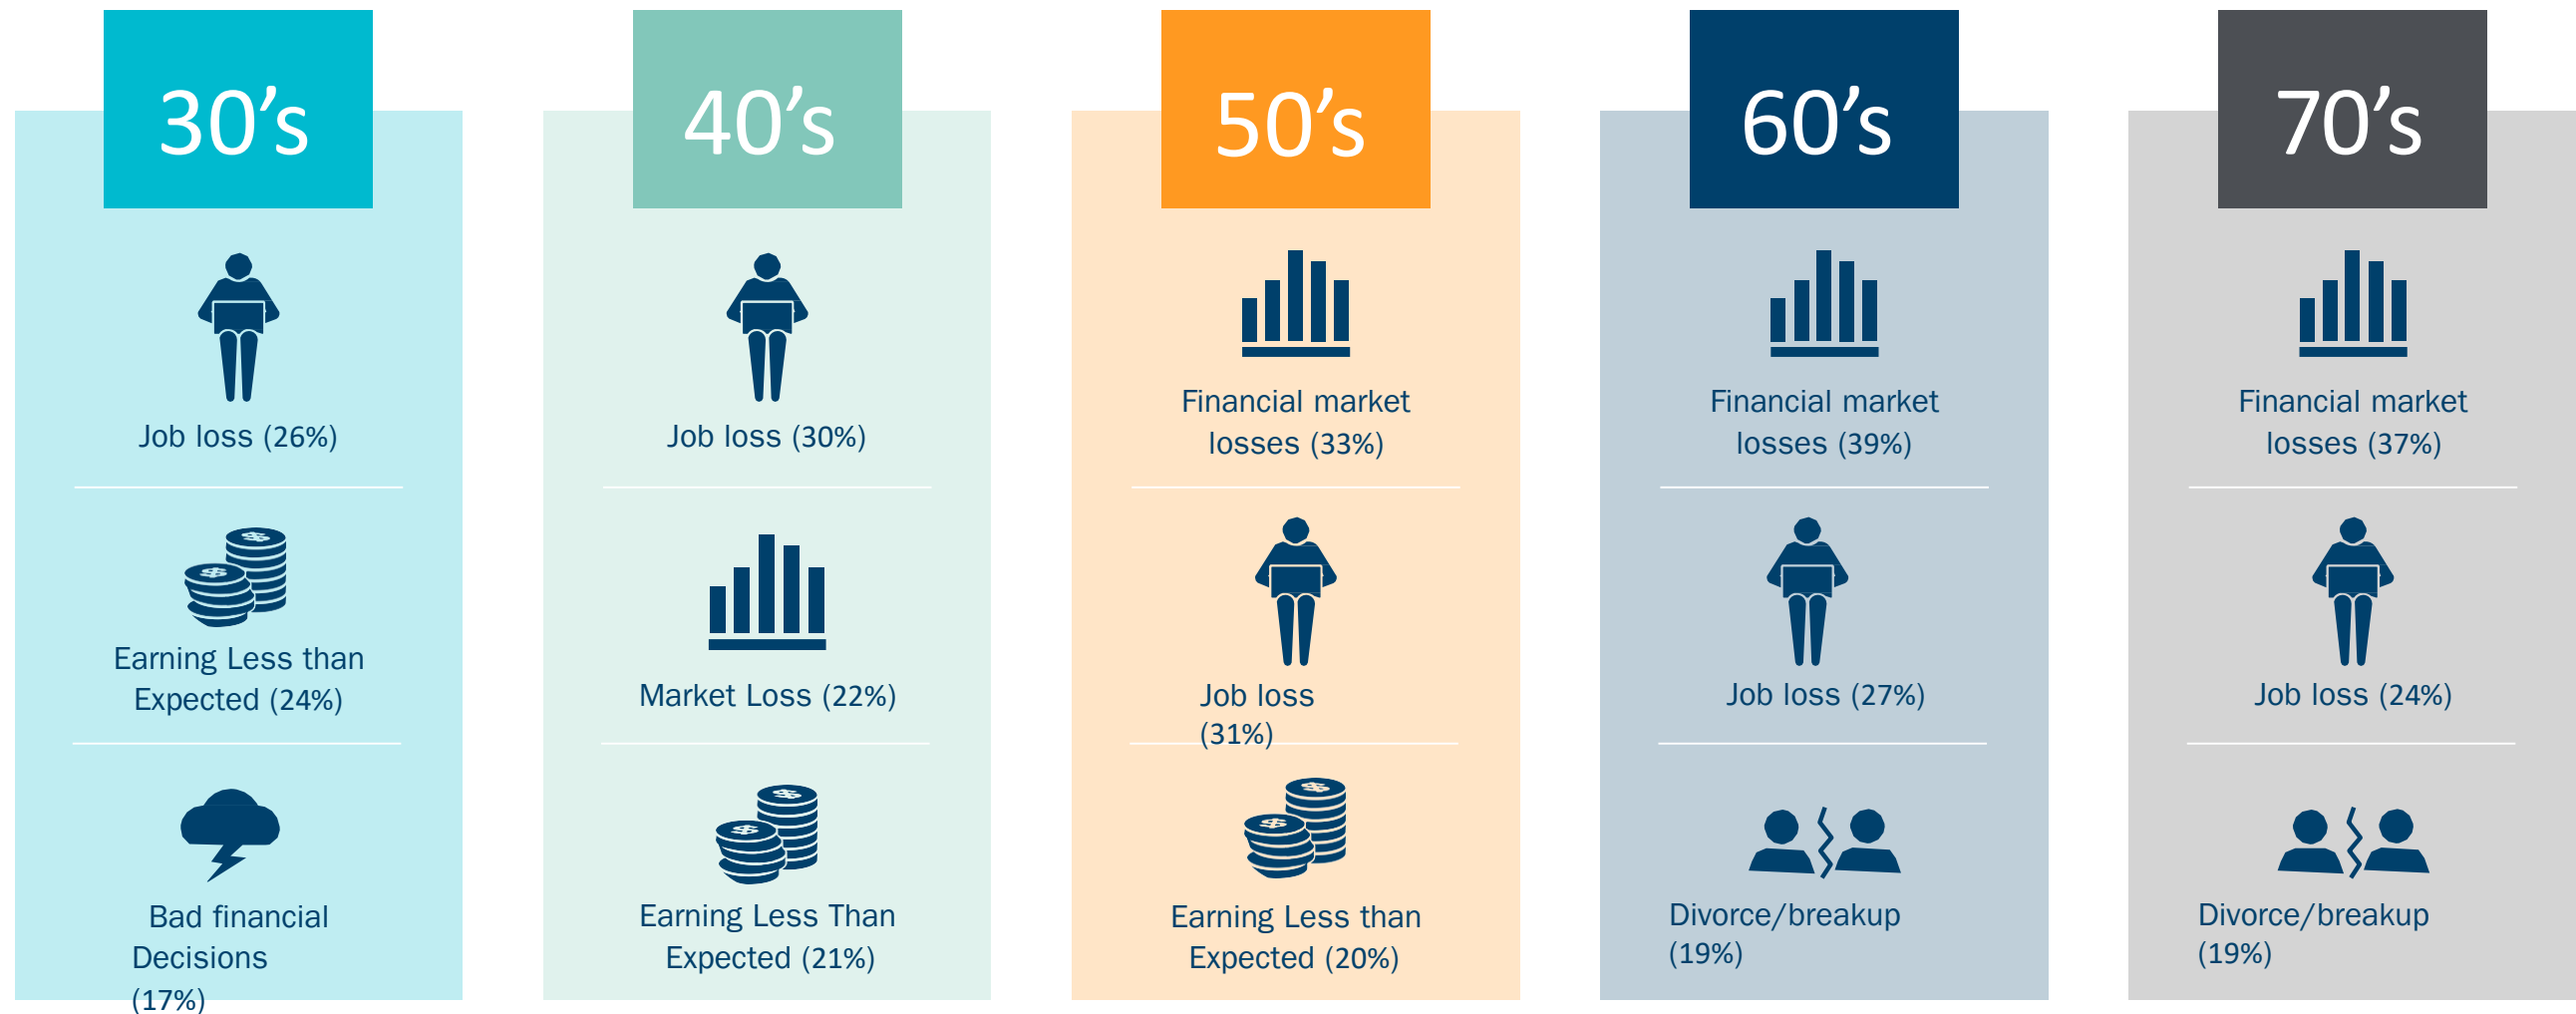 30’s
Job loss (26%)
Earning Less than
Expected (24%)
Bad financial
Decisions
(17%)
40’s
Job loss (30%)
Market Loss (22%)
Earning Less Than
Expected (21%)
50’s
Financial market
losses (33%)
Job loss
(31%)
Earning Less than
Expected (20%)
60’s
Financial market
losses (39%)
Job loss (27%)
Divorce/breakup
(19%)
70’s
Financial market
losses (37%)
Job loss (24%)
Divorce/breakup
(19%)